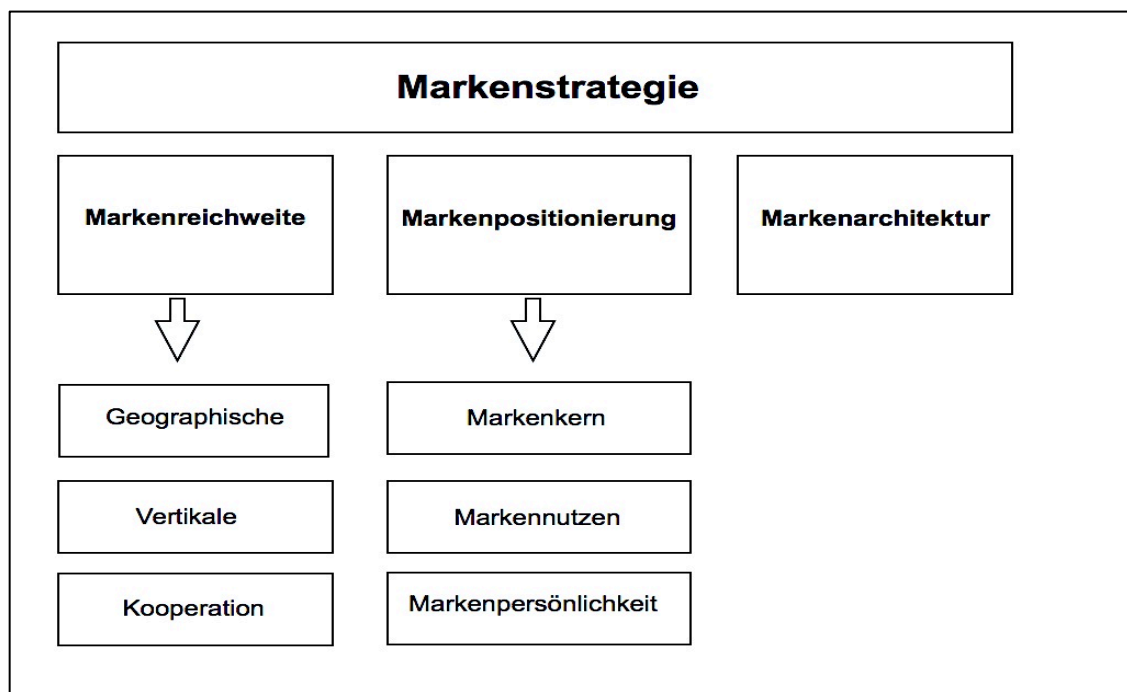 Markenstrategie
Markenreichweite
Markenpositionierung
Markenarchitektur
Geographische
Markenkern
Vertikale
Markennutzen
Kooperation
Markenpersönlichkeit